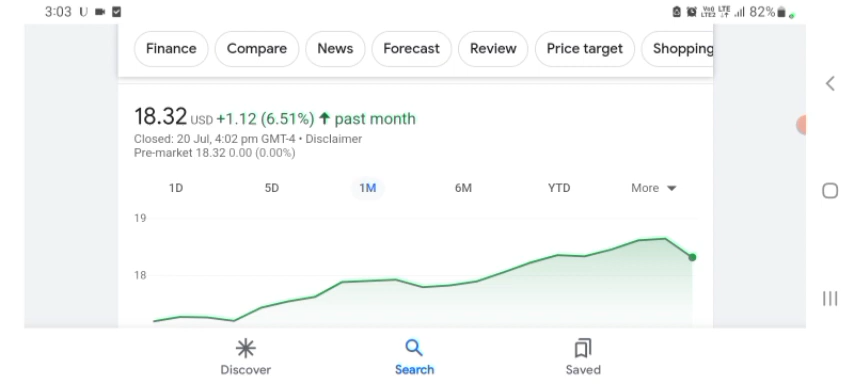 3:03 U 82%
Finance Compare News Forecast Review Price target Shopping
18.32 USD +1.12 (6.51%) ↑ past month
Closed: 20 Jul, 4:02 pm GMT-4 • Disclaimer
Pre-market 18.32 0.00 (0.00%)
1D 5D 1M 6M YTD More
19
18
Discover Search Saved